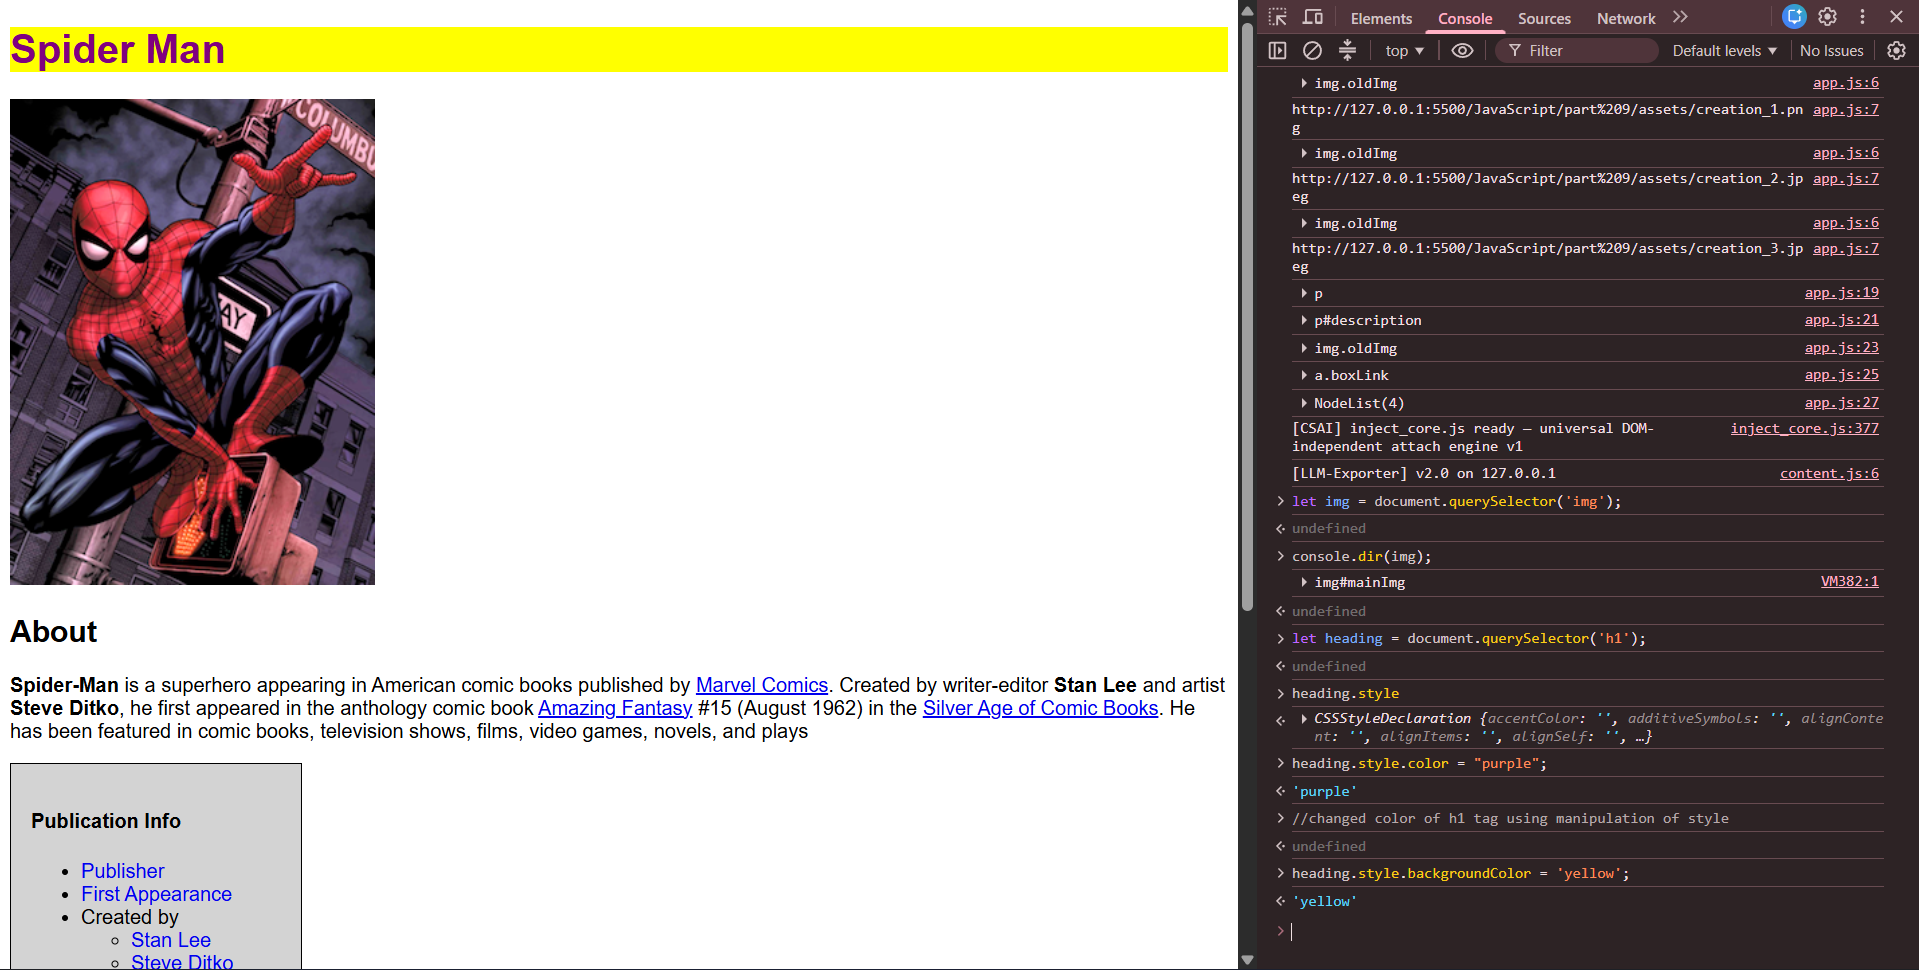 Spider Man
COLUMBU
AY
About
Spider-Man is a superhero appearing in American comic books published by Marvel Comics. Created by writer-editor Stan Lee and artist
Steve Ditko, he first appeared in the anthology comic book Amazing Fantasy #15 (August 1962) in the Silver Age of Comic Books. He
has been featured in comic books, television shows, films, video games, novels, and plays
Publication Info
Publisher
First Appearance
Created by
Stan Lee
Steve Ditko
Elements Console Sources Network
top Filter Default levels No Issues
img.oldImg app.js:6
http://127.0.0.1:5500/JavaScript/part%209/assets/creation_1.pn app.js:7
g
img.oldImg app.js:6
http://127.0.0.1:5500/JavaScript/part%209/assets/creation_2.jp app.js:7
eg
img.oldImg app.js:6
http://127.0.0.1:5500/JavaScript/part%209/assets/creation_3.jp app.js:7
eg
p app.js:19
p#description app.js:21
img.oldImg app.js:23
a.boxLink app.js:25
NodeList(4) app.js:27
[CSAI] inject_core.js ready – universal DOM- inject_core.js:377
independent attach engine v1
[LLM-Exporter] v2.0 on 127.0.0.1 content.js:6
let img = document.querySelector('img');
undefined
console.dir(img);
img#mainImg VM382:1
undefined
let heading = document.querySelector('h1');
undefined
heading.style
CSSStyleDeclaration {accentColor: '', additiveSymbols: '', alignConte
nt: '', alignItems: '', alignSelf: '', …}
heading.style.color = "purple";
'purple'
//changed color of h1 tag using manipulation of style
undefined
heading.style.backgroundColor = 'yellow';
'yellow'